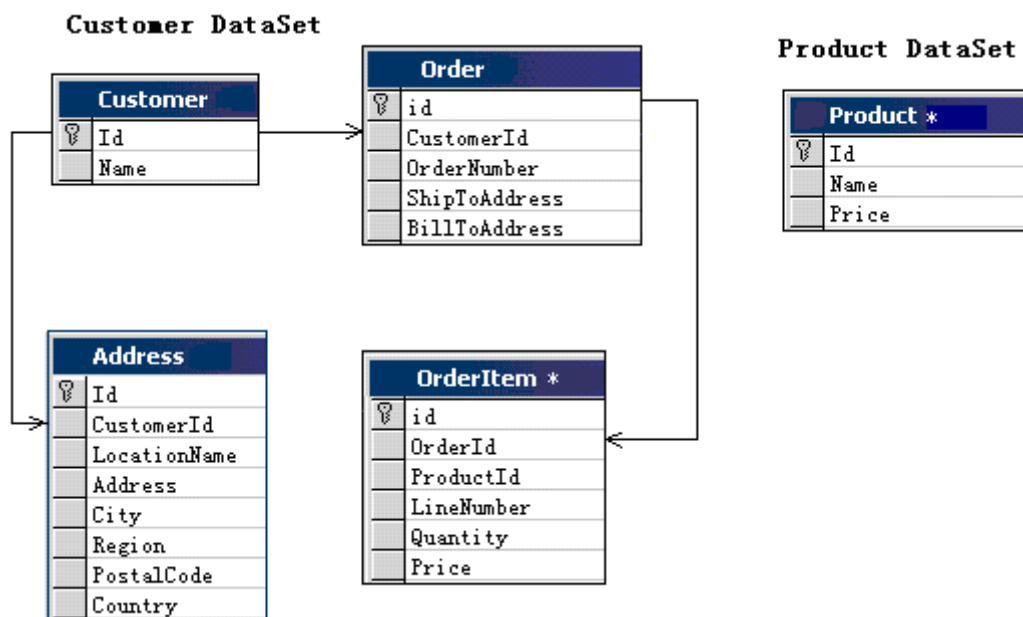 Customer DataSet
Customer
Id
Name
Order
id
CustomerId
OrderNumber
ShipToAddress
BillToAddress
Product DataSet
Product *
Id
Name
Price
Address
Id
CustomerId
LocationName
Address
City
Region
PostalCode
Country
OrderItem *
id
OrderId
ProductId
LineNumber
Quantity
Price